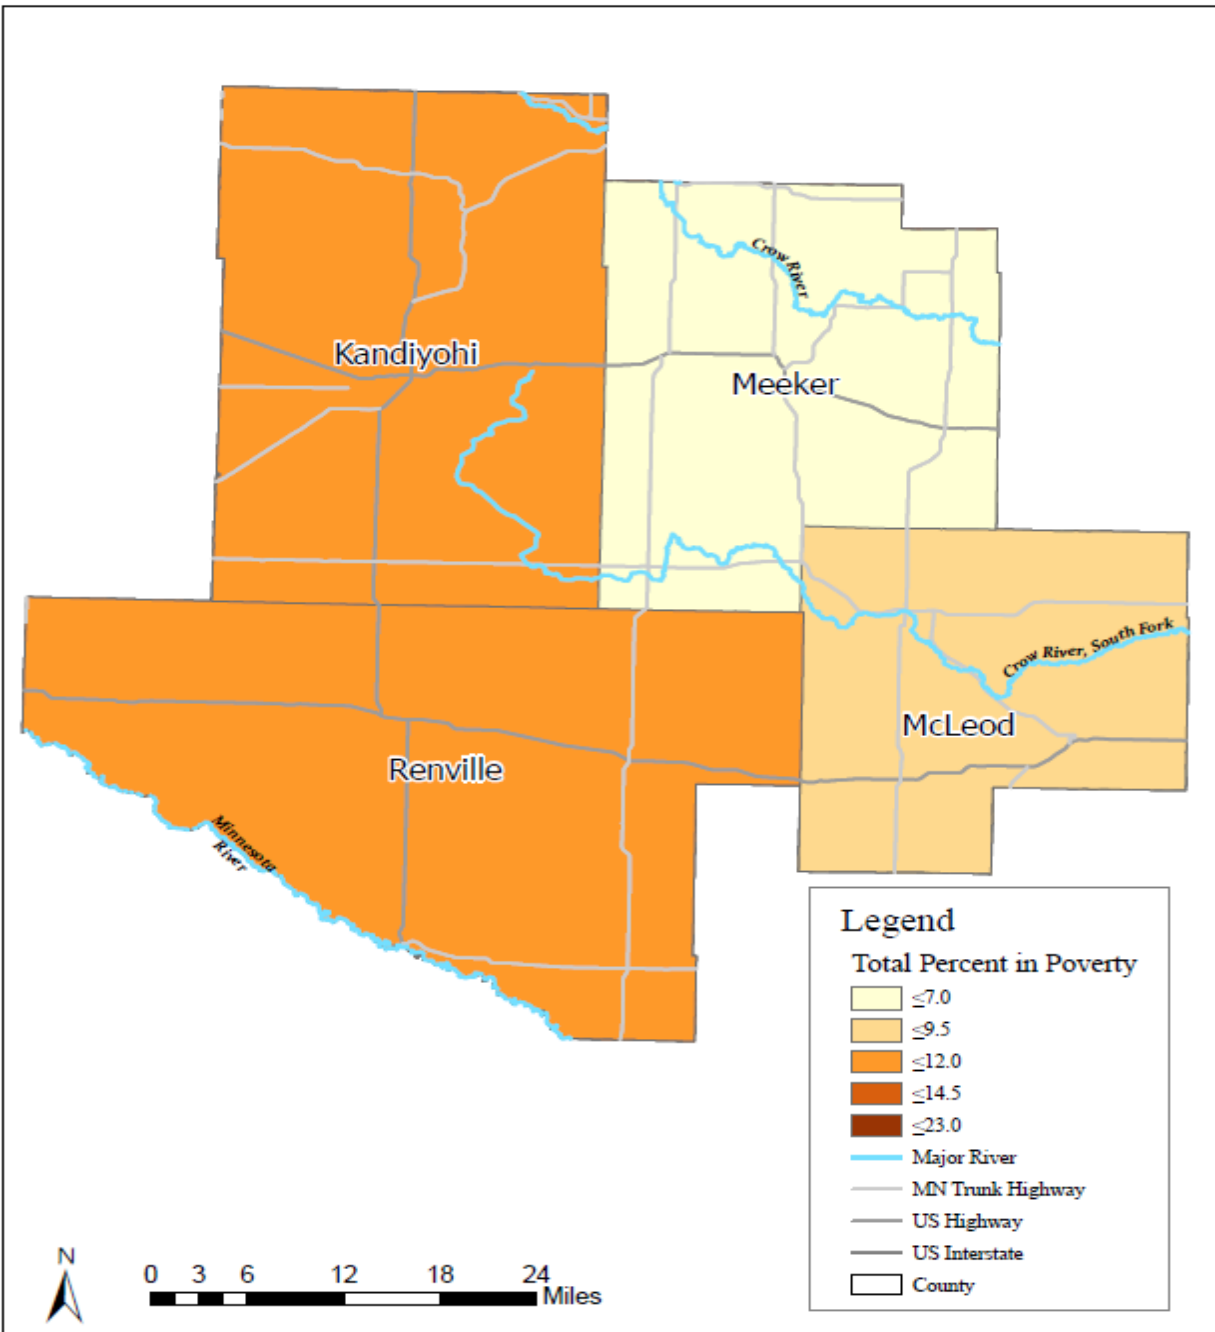 Crow River
Kandiyohi
Meeker
Crow River, South Fork
McLeod
Renville
Minnesota
River
Legend
Total Percent in Poverty
≤7.0
≤9.5
≤12.0
≤14.5
≤23.0
Major River
MN Trunk Highway
US Highway
US Interstate
County
N
0 3 6 12 18 24
Miles